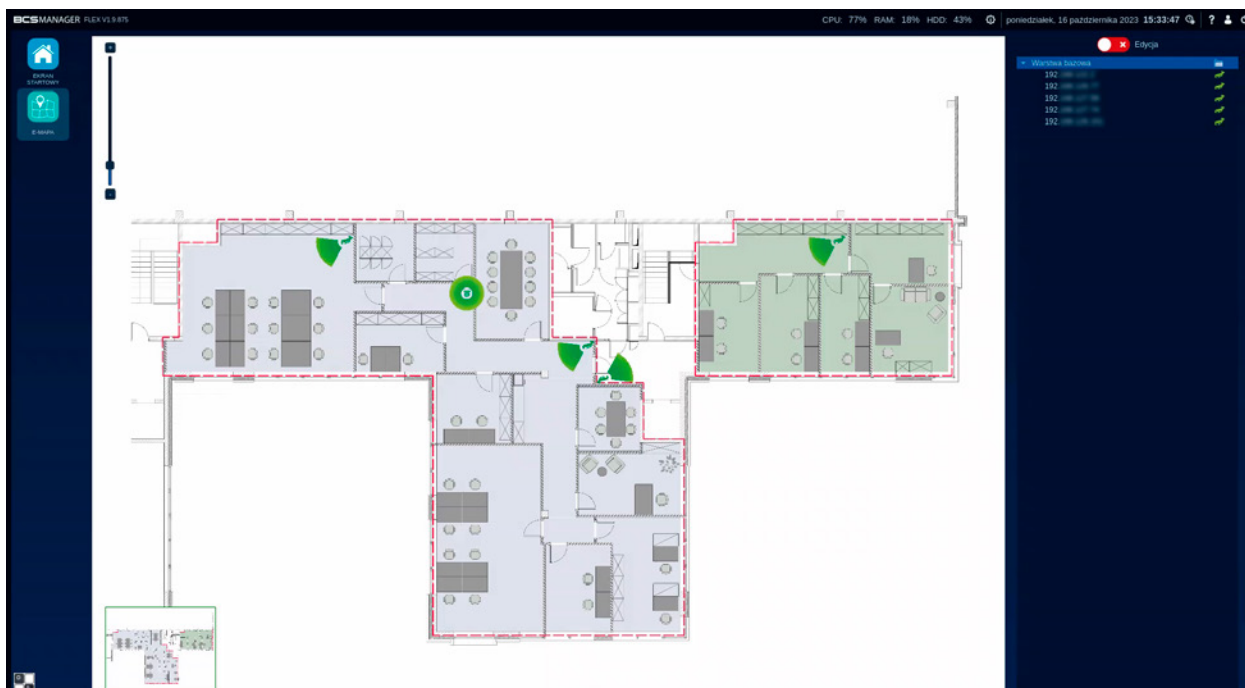 BCSMANAGER FLEX V1.9-875
CPU: 77% RAM: 18% HDD: 43%
poniedziałek, 16 października 2023 15:33:47
?
EKRAN
STARTOWY
E-MAPA
Edycja
Warstwa bazowa
192.
192.
192.
192.
192.